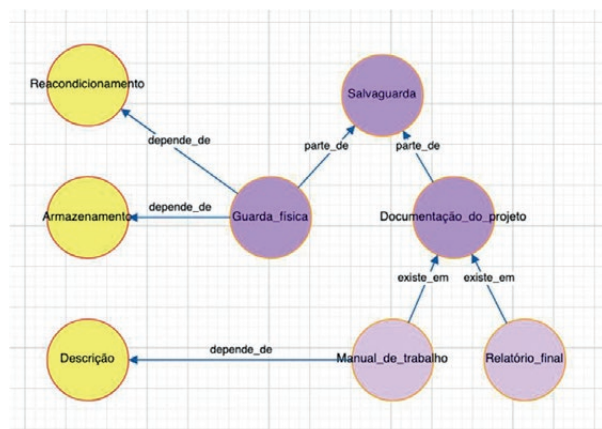 Reacondicionamento
Salvaguarda
depende_de
parte_de
parte_de
Armazenamento
depende_de
Guarda_física
Documentação_do_projeto
existe_em
existe_em
Descrição
depende_de
Manual_de_trabalho
Relatório_final